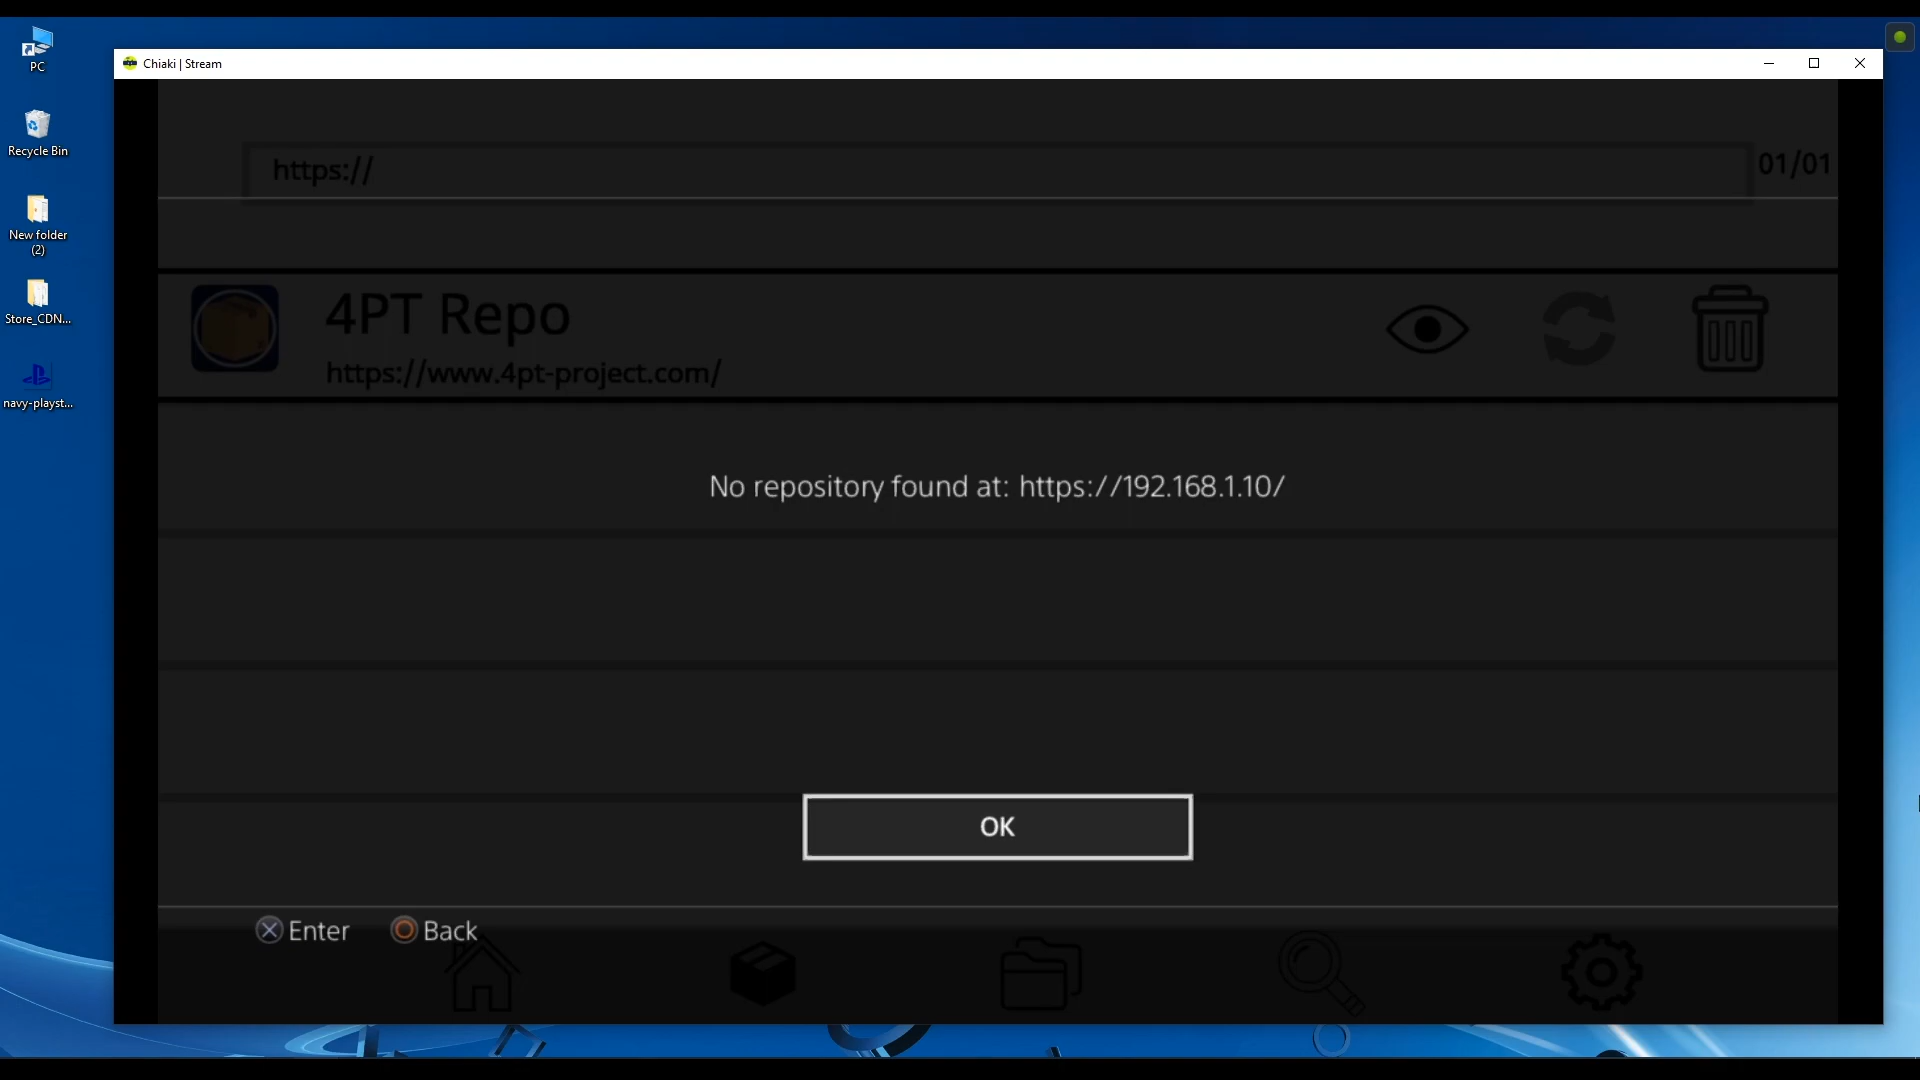 PC
Recycle Bin
New folder
(2)
Store_CDN...
navy-playst...
Chiaki | Stream
https://
01/01
4PT Repo
https://www.4pt-project.com/
No repository found at: https://192.168.1.10/
OK
Enter
Back